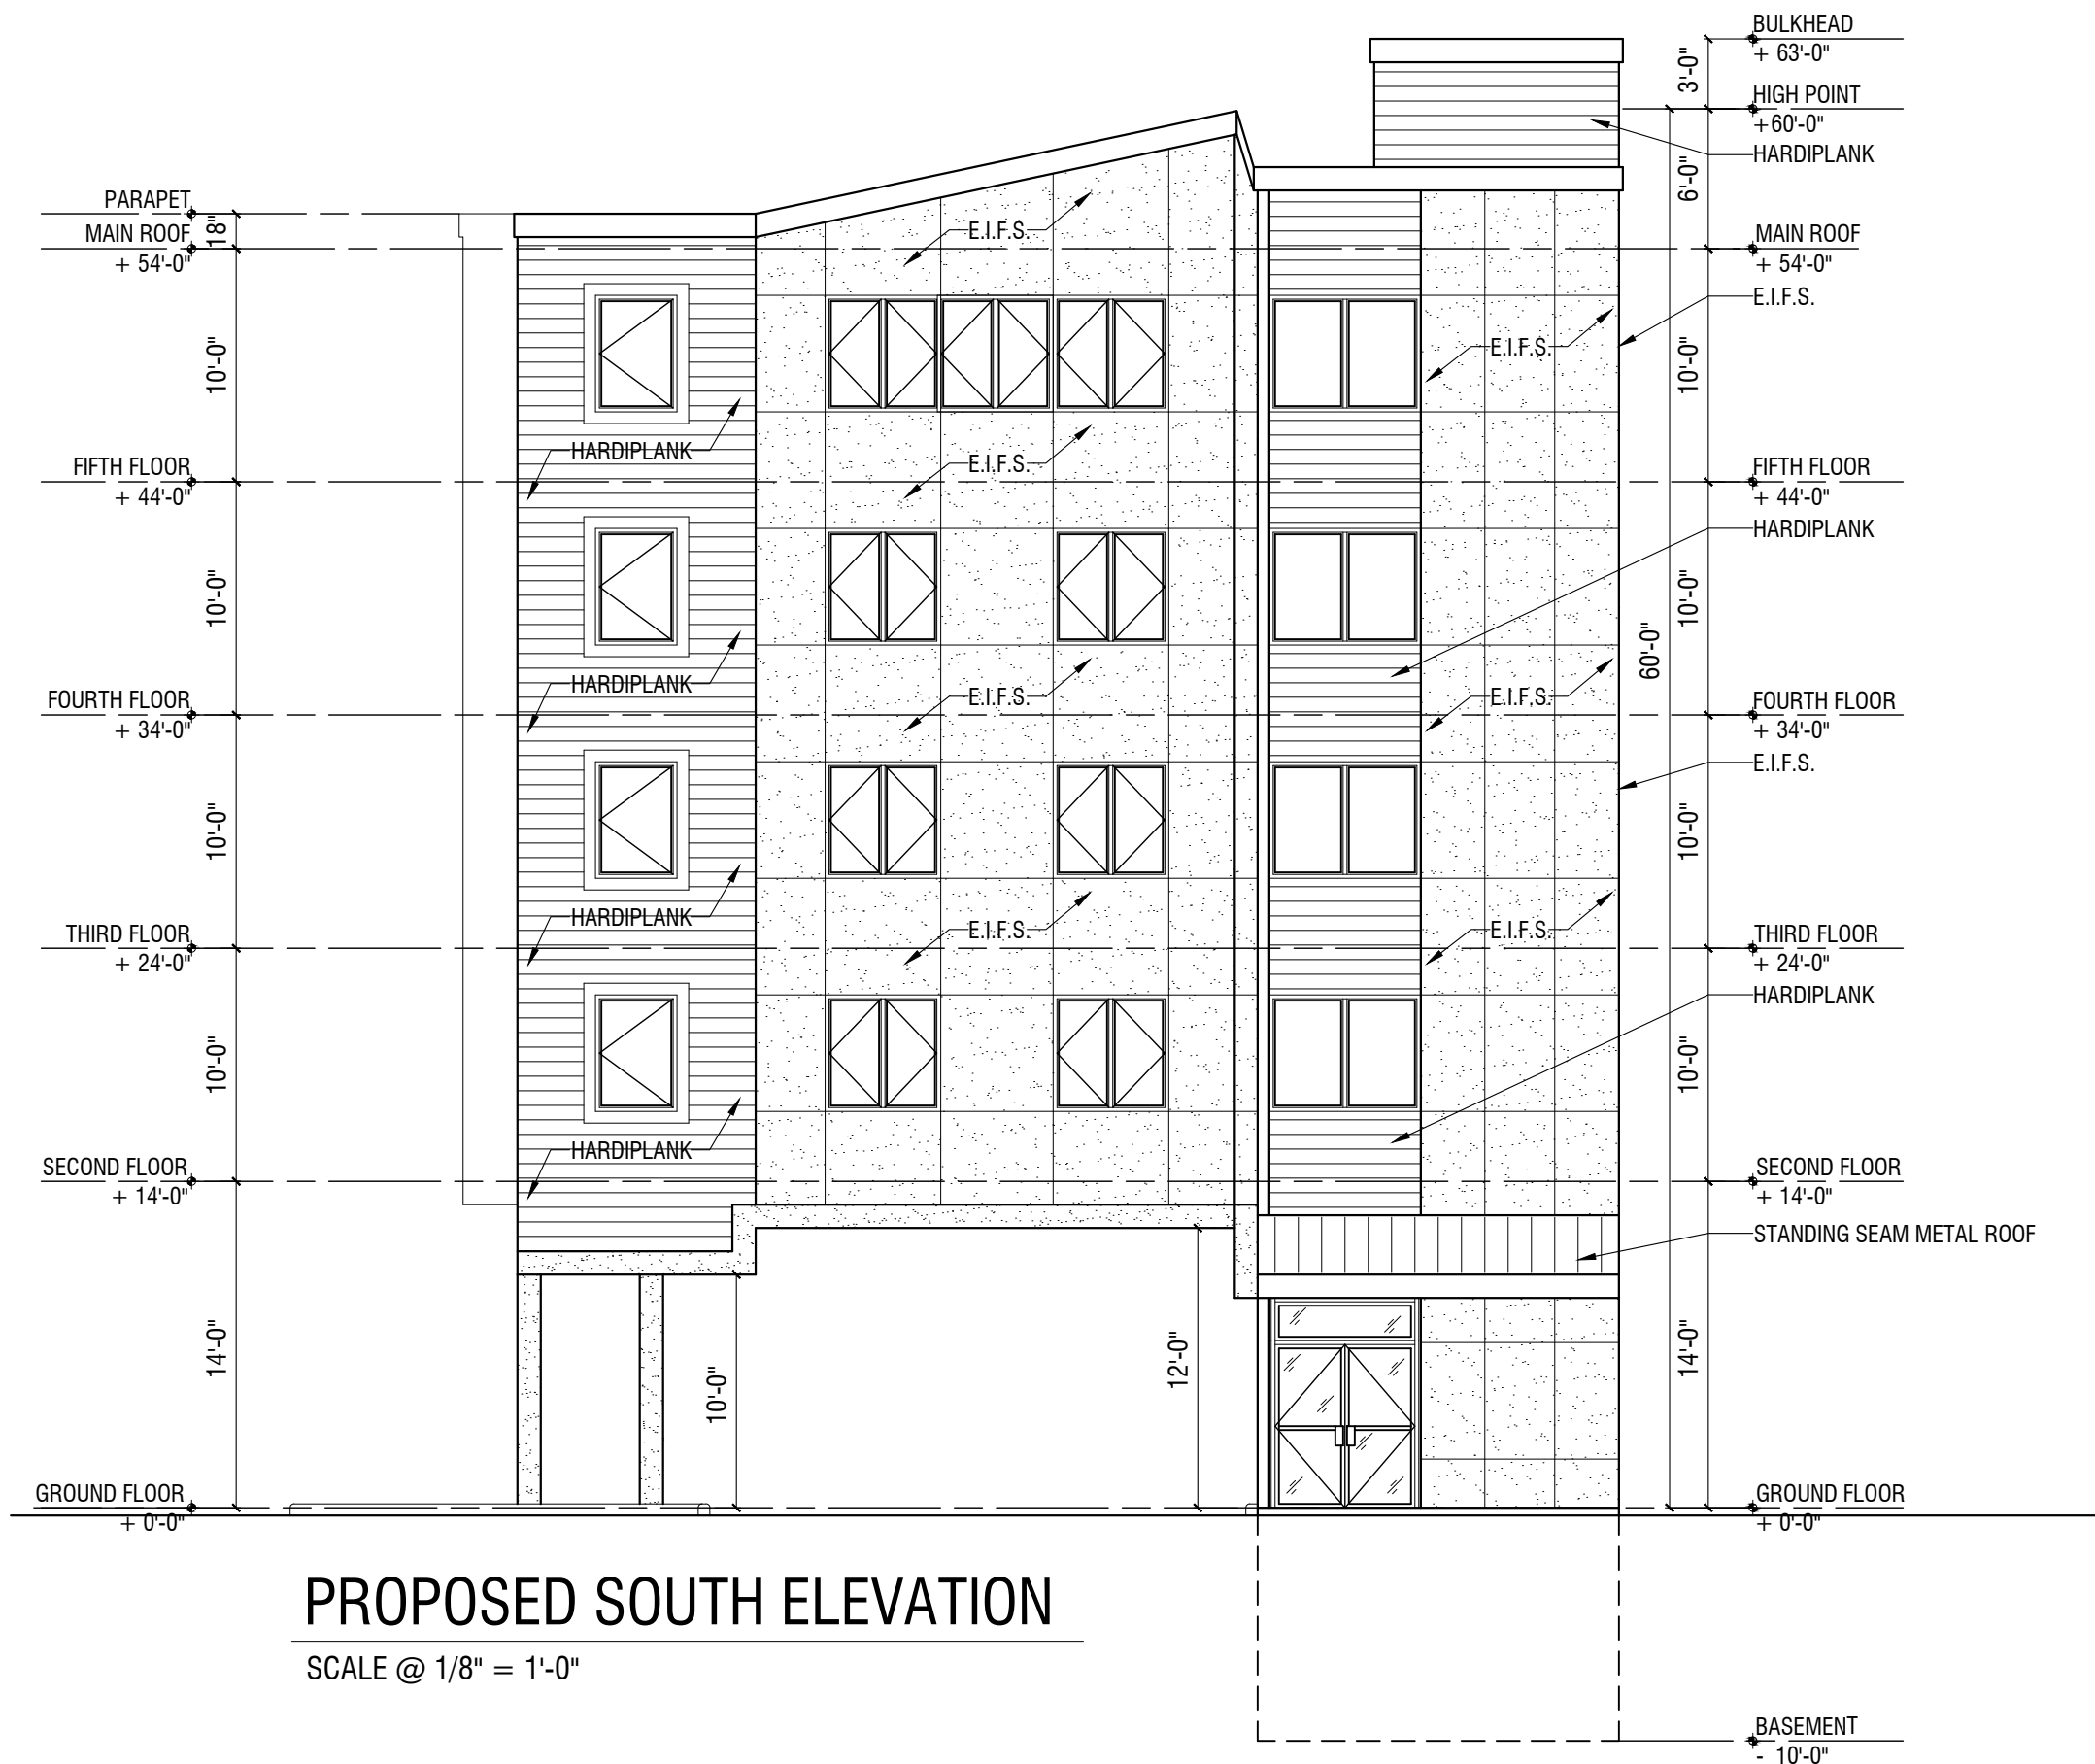 BULKHEAD
+ 63'-0"
3'-0"
HIGH POINT
+60'-0"
HARDIPLANK
6'-0"
PARAPET
18"
MAIN ROOF
+ 54'-0"
E.I.F.S.
MAIN ROOF
+ 54'-0"
E.I.F.S.
10'-0"
E.I.F.S.
10'-0"
HARDIPLANK
E.I.F.S.
FIFTH FLOOR
+ 44'-0"
FIFTH FLOOR
+ 44'-0"
HARDIPLANK
10'-0"
10'-0"
60'-0"
HARDIPLANK
E.I.F.S.
E.I.F.S.
FOURTH FLOOR
+ 34'-0"
FOURTH FLOOR
+ 34'-0"
E.I.F.S.
10'-0"
10'-0"
HARDIPLANK
E.I.F.S.
E.I.F.S.
THIRD FLOOR
+ 24'-0"
THIRD FLOOR
+ 24'-0"
HARDIPLANK
10'-0"
10'-0"
HARDIPLANK
SECOND FLOOR
+ 14'-0"
SECOND FLOOR
+ 14'-0"
STANDING SEAM METAL ROOF
14'-0"
10'-0"
12'-0"
14'-0"
GROUND FLOOR
+ 0'-0"
GROUND FLOOR
+ 0'-0"
PROPOSED SOUTH ELEVATION
SCALE @ 1/8" = 1'-0"
BASEMENT
- 10'-0"